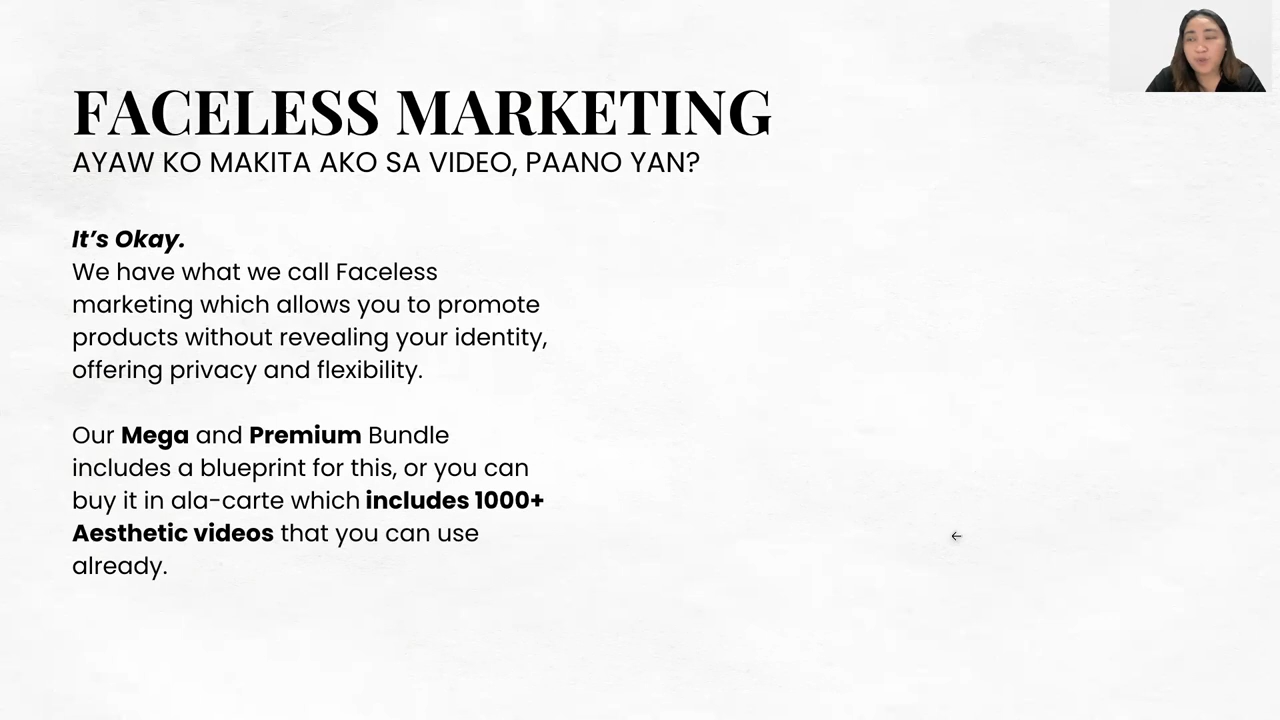 FACELESS MARKETING
AYAW KO MAKITA AKO SA VIDEO, PAANO YAN?
It's Okay.
We have what we call Faceless
marketing which allows you to promote
products without revealing your identity,
offering privacy and flexibility.
Our Mega and Premium Bundle
includes a blueprint for this, or you can
buy it in ala-carte which includes 1000+
Aesthetic videos that you can use
already.